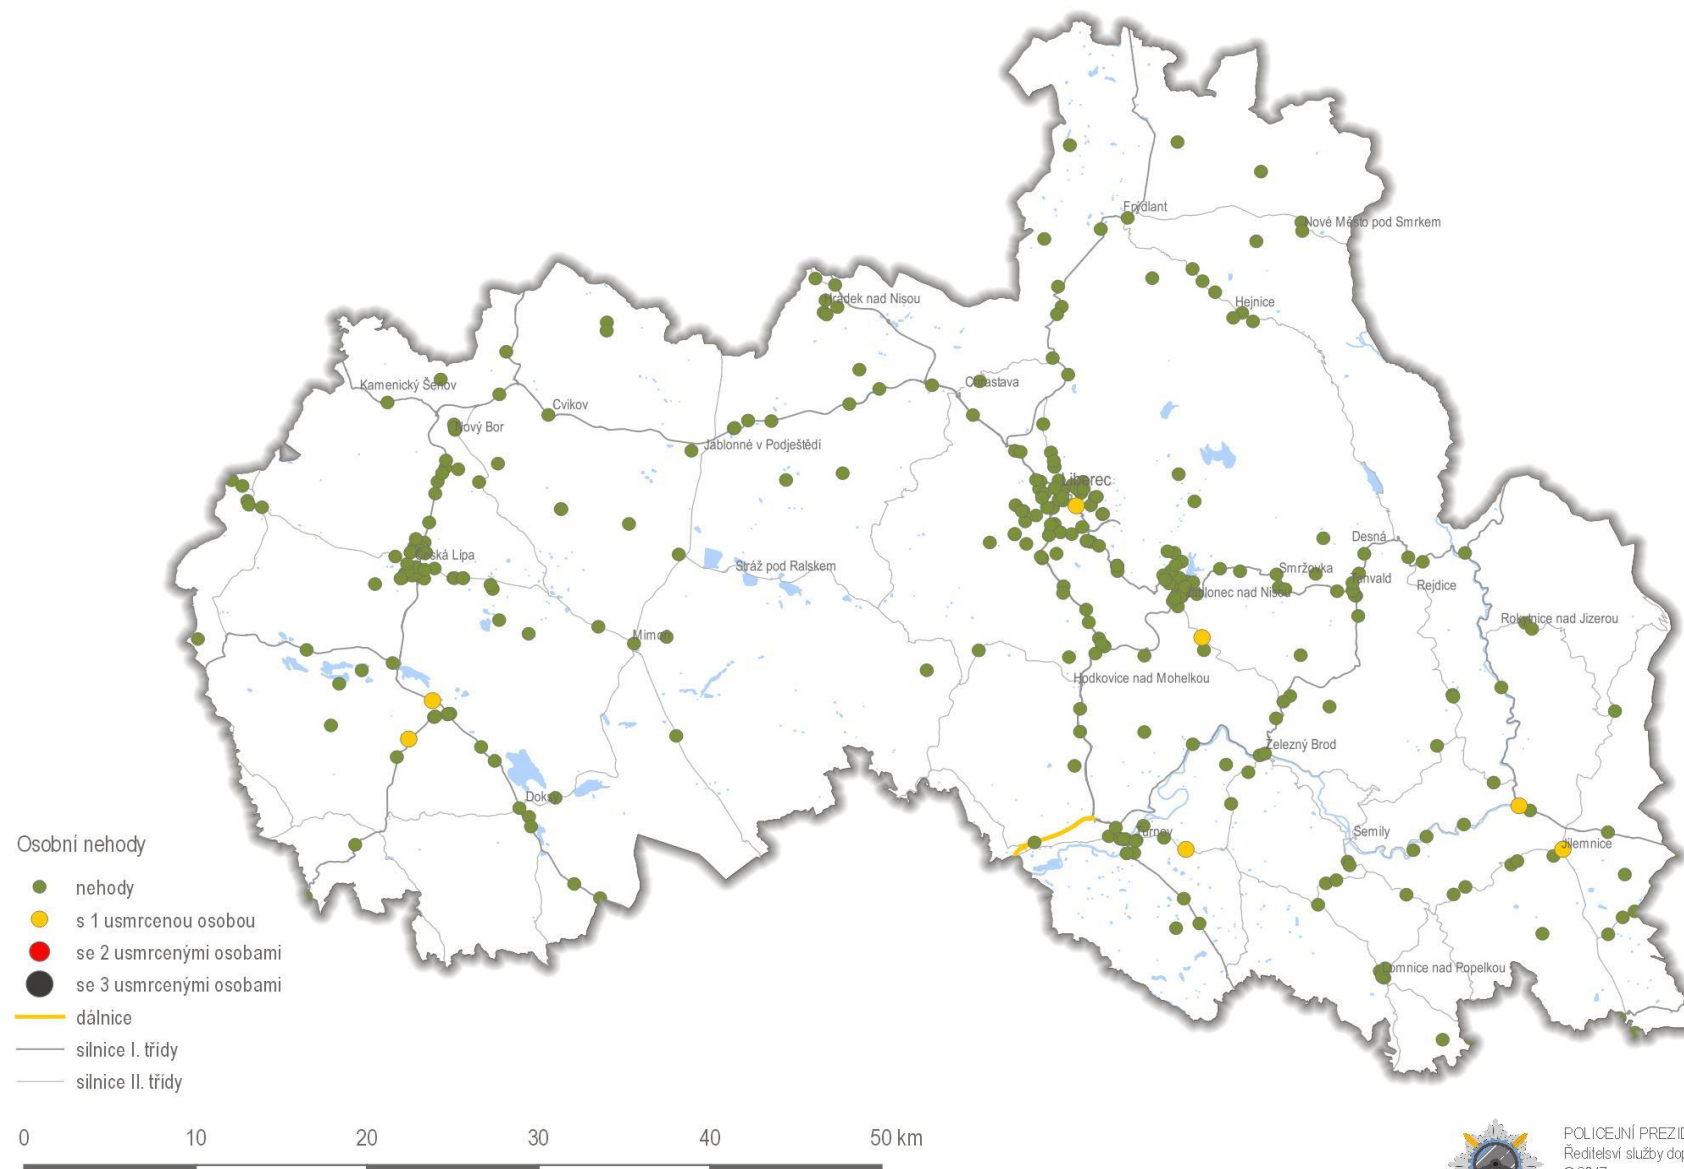 Frýdlant
Nové Město pod Smrkem
Hejnice
Hrádek nad Nisou
Chrastava
Kamenický Šenov
Cvikov
Nový Bor
Jablonné v Podještědí
Liberec
Česká Lípa
Stráž pod Ralskem
Desná
Smržovka
Tanvald
Rejdice
Jablonec nad Nisou
Rokytnice nad Jizerou
Mimoň
Hodkovice nad Mohelkou
Železný Brod
Doksy
Turnov
Semily
Jilemnice
Lomnice nad Popelkou
Osobní nehody
nehody
s 1 usmrcenou osobou
se 2 usmrcenými osobami
se 3 usmrcenými osobami
dálnice
silnice I. třídy
silnice II. třídy
0 10 20 30 40 50 km
POLICEJNÍ PREZID
Ředitelsví služby dop